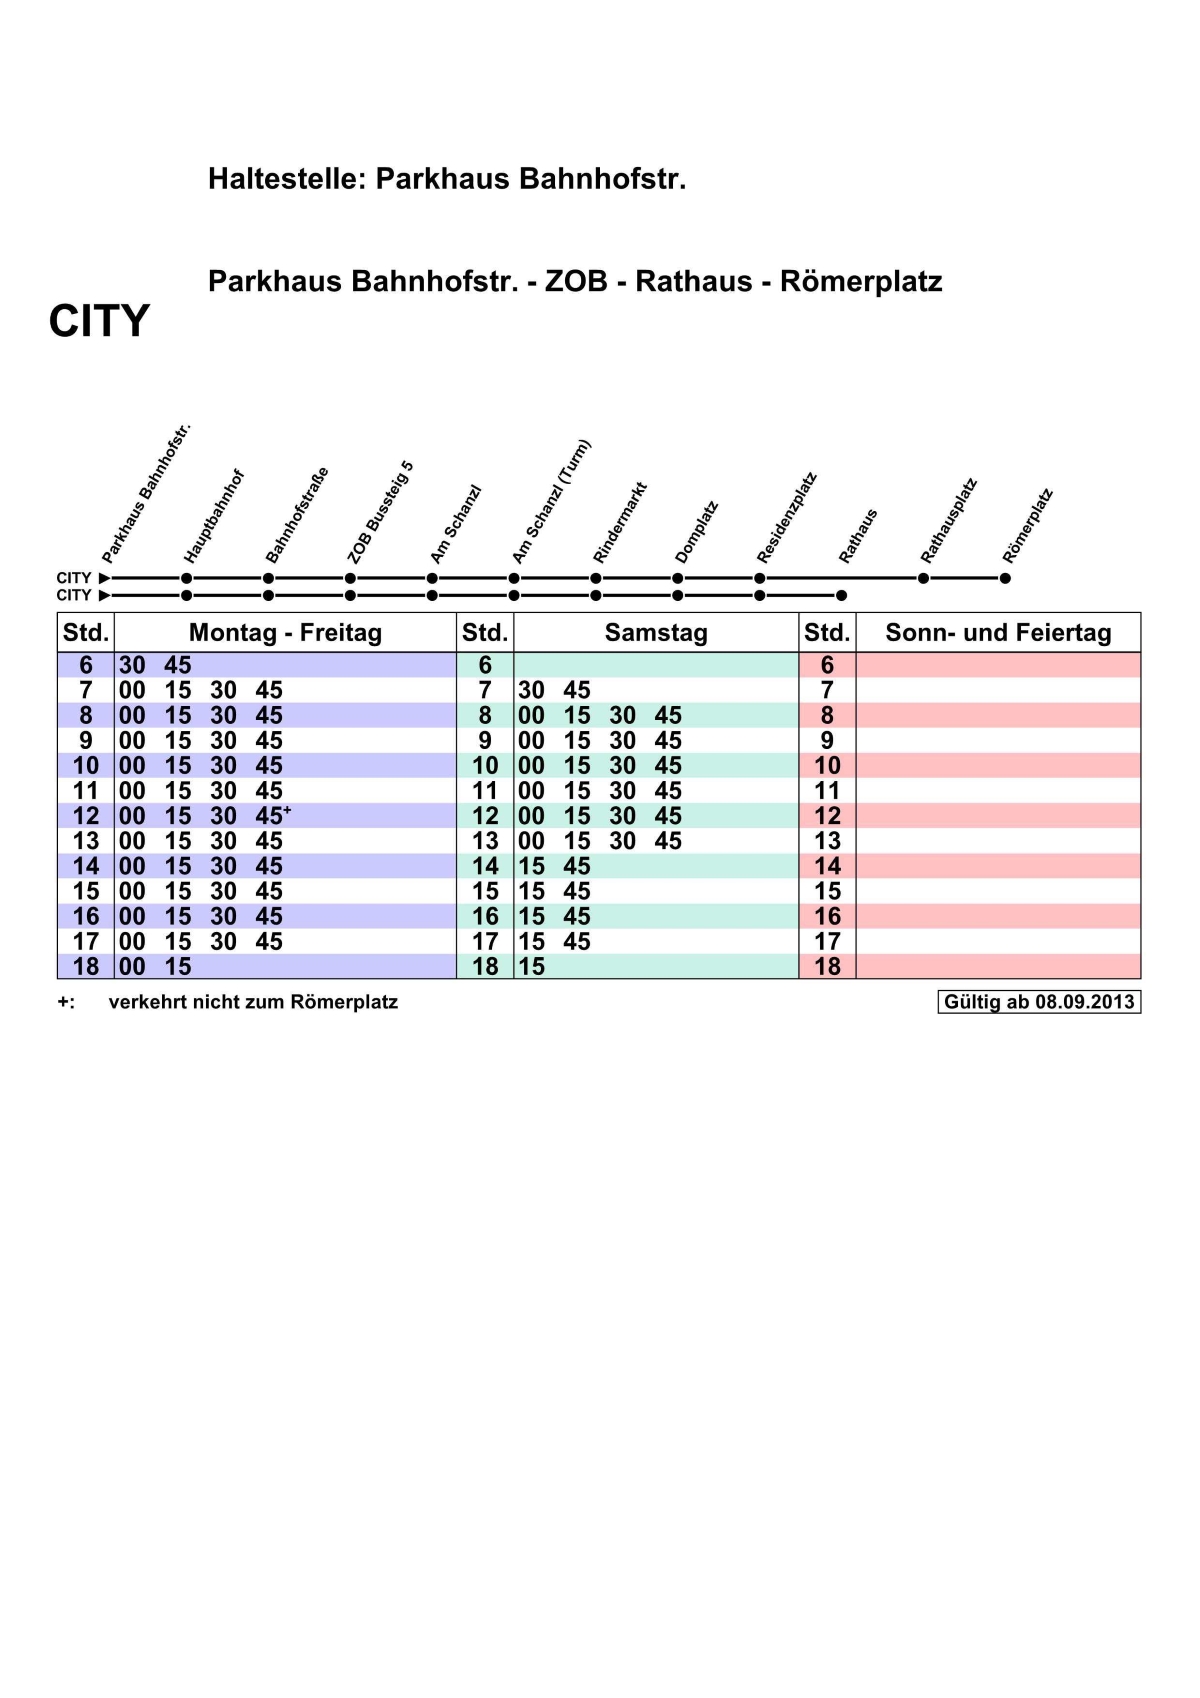 Haltestelle: Parkhaus Bahnhofstr.
Parkhaus Bahnhofstr. - ZOB - Rathaus - Römerplatz
CITY
Parkhaus Bahnhofstr.
Hauptbahnhof
Bahnhofstraße
ZOB Bussteig 5
Am Schanzl
Am Schanzl (Turm)
Rindermarkt
Domplatz
Residenzplatz
Rathaus
Rathausplatz
Römerplatz
CITY
CITY
Std. Montag - Freitag Std. Samstag Std. Sonn- und Feiertag
6 30 45 6 6
7 00 15 30 45 7 30 45 7
8 00 15 30 45 8 00 15 30 45 8
9 00 15 30 45 9 00 15 30 45 9
10 00 15 30 45 10 00 15 30 45 10
11 00 15 30 45 11 00 15 30 45 11
12 00 15 30 45+ 12 00 15 30 45 12
13 00 15 30 45 13 00 15 30 45 13
14 00 15 30 45 14 15 45 14
15 00 15 30 45 15 15 45 15
16 00 15 30 45 16 15 45 16
17 00 15 30 45 17 15 45 17
18 00 15 18 15 18
+: verkehrt nicht zum Römerplatz Gültig ab 08.09.2013